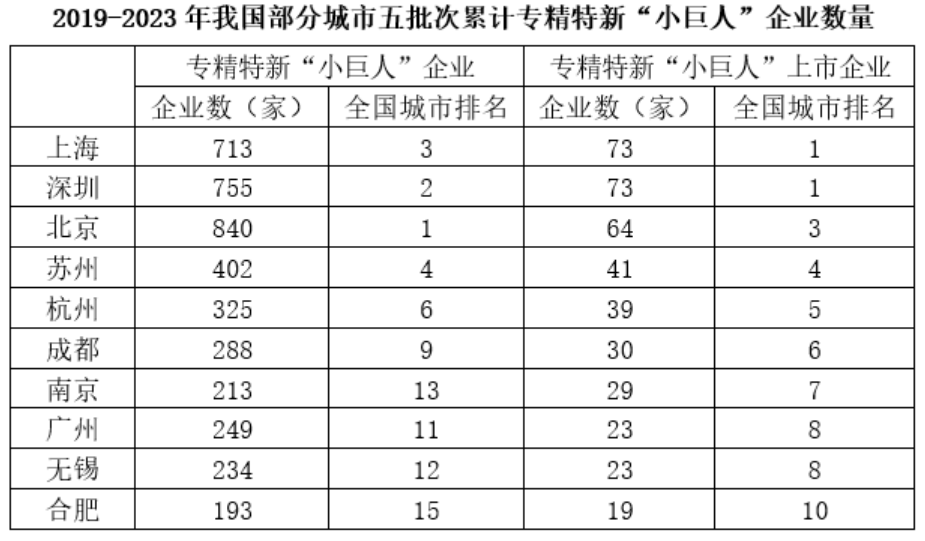 2019-2023 年我国部分城市五批次累计专精特新“小巨人”企业数量
专精特新“小巨人”企业 专精特新“小巨人”上市企业
企业数（家） 全国城市排名 企业数（家） 全国城市排名
上海 713 3 73 1
深圳 755 2 73 1
北京 840 1 64 3
苏州 402 4 41 4
杭州 325 6 39 5
成都 288 9 30 6
南京 213 13 29 7
广州 249 11 23 8
无锡 234 12 23 8
合肥 193 15 19 10